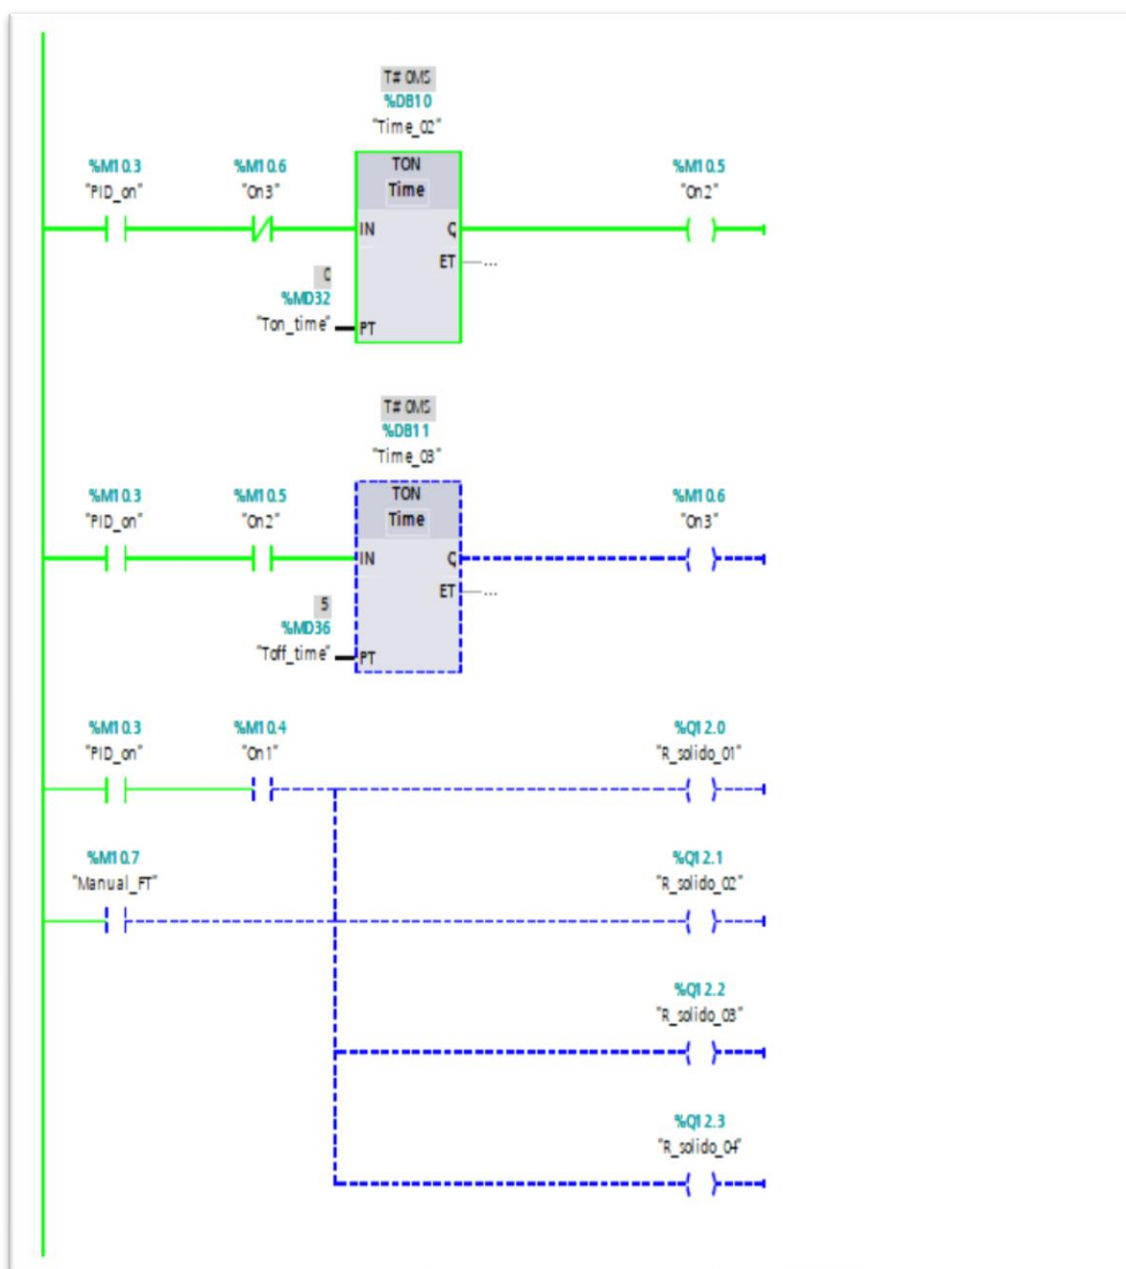 T# 0MS
%DB10
"Time_02"
%M10.3
%M10.6
TON
%M10.5
"PID_on"
"On3"
Time
"On2"
IN
Q
ET
...
0
%MD32
"Ton_time"
PT
T# 0MS
%DB11
"Time_03"
%M10.3
%M10.5
TON
%M10.6
"PID_on"
"On2"
Time
"On3"
IN
Q
ET
...
5
%MD36
"Toff_time"
PT
%M10.3
%M10.4
%Q12.0
"PID_on"
"On1"
"R_solido_01"
%M10.7
%Q12.1
"Manual_FT"
"R_solido_02"
%Q12.2
"R_solido_03"
%Q12.3
"R_solido_04"